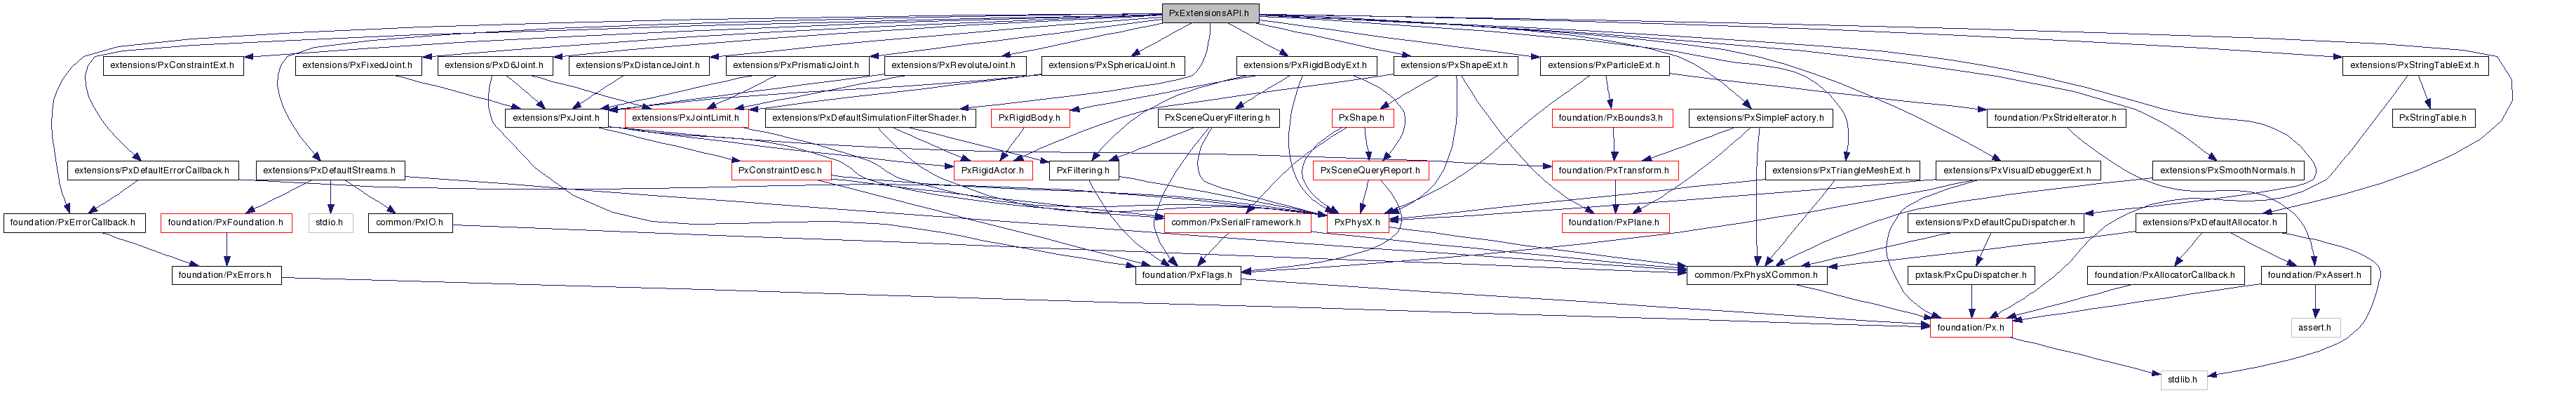 PxExtensionsAPI.h
extensions/PxConstraintExt.h
extensions/PxFixedJoint.h
extensions/PxD6Joint.h
extensions/PxDistanceJoint.h
extensions/PxPrismaticJoint.h
extensions/PxRevoluteJoint.h
extensions/PxSphericalJoint.h
extensions/PxRigidBodyExt.h
extensions/PxShapeExt.h
extensions/PxParticleExt.h
extensions/PxStringTableExt.h
extensions/PxJoint.h
extensions/PxJointLimit.h
extensions/PxDefaultSimulationFilterShader.h
PxRigidBody.h
PxSceneQueryFiltering.h
PxShape.h
foundation/PxBounds3.h
extensions/PxSimpleFactory.h
foundation/PxStrideIterator.h
PxStringTable.h
extensions/PxDefaultErrorCallback.h
extensions/PxDefaultStreams.h
PxConstraintDesc.h
PxRigidActor.h
PxFiltering.h
PxSceneQueryReport.h
foundation/PxTransform.h
extensions/PxTriangleMeshExt.h
extensions/PxVisualDebuggerExt.h
extensions/PxSmoothNormals.h
foundation/PxErrorCallback.h
foundation/PxFoundation.h
stdio.h
common/PxIO.h
common/PxSerialFramework.h
PxPhysX.h
foundation/PxPlane.h
extensions/PxDefaultCpuDispatcher.h
extensions/PxDefaultAllocator.h
foundation/PxErrors.h
foundation/PxFlags.h
common/PxPhysXCommon.h
pxtask/PxCpuDispatcher.h
foundation/PxAllocatorCallback.h
foundation/PxAssert.h
foundation/Px.h
assert.h
stdlib.h